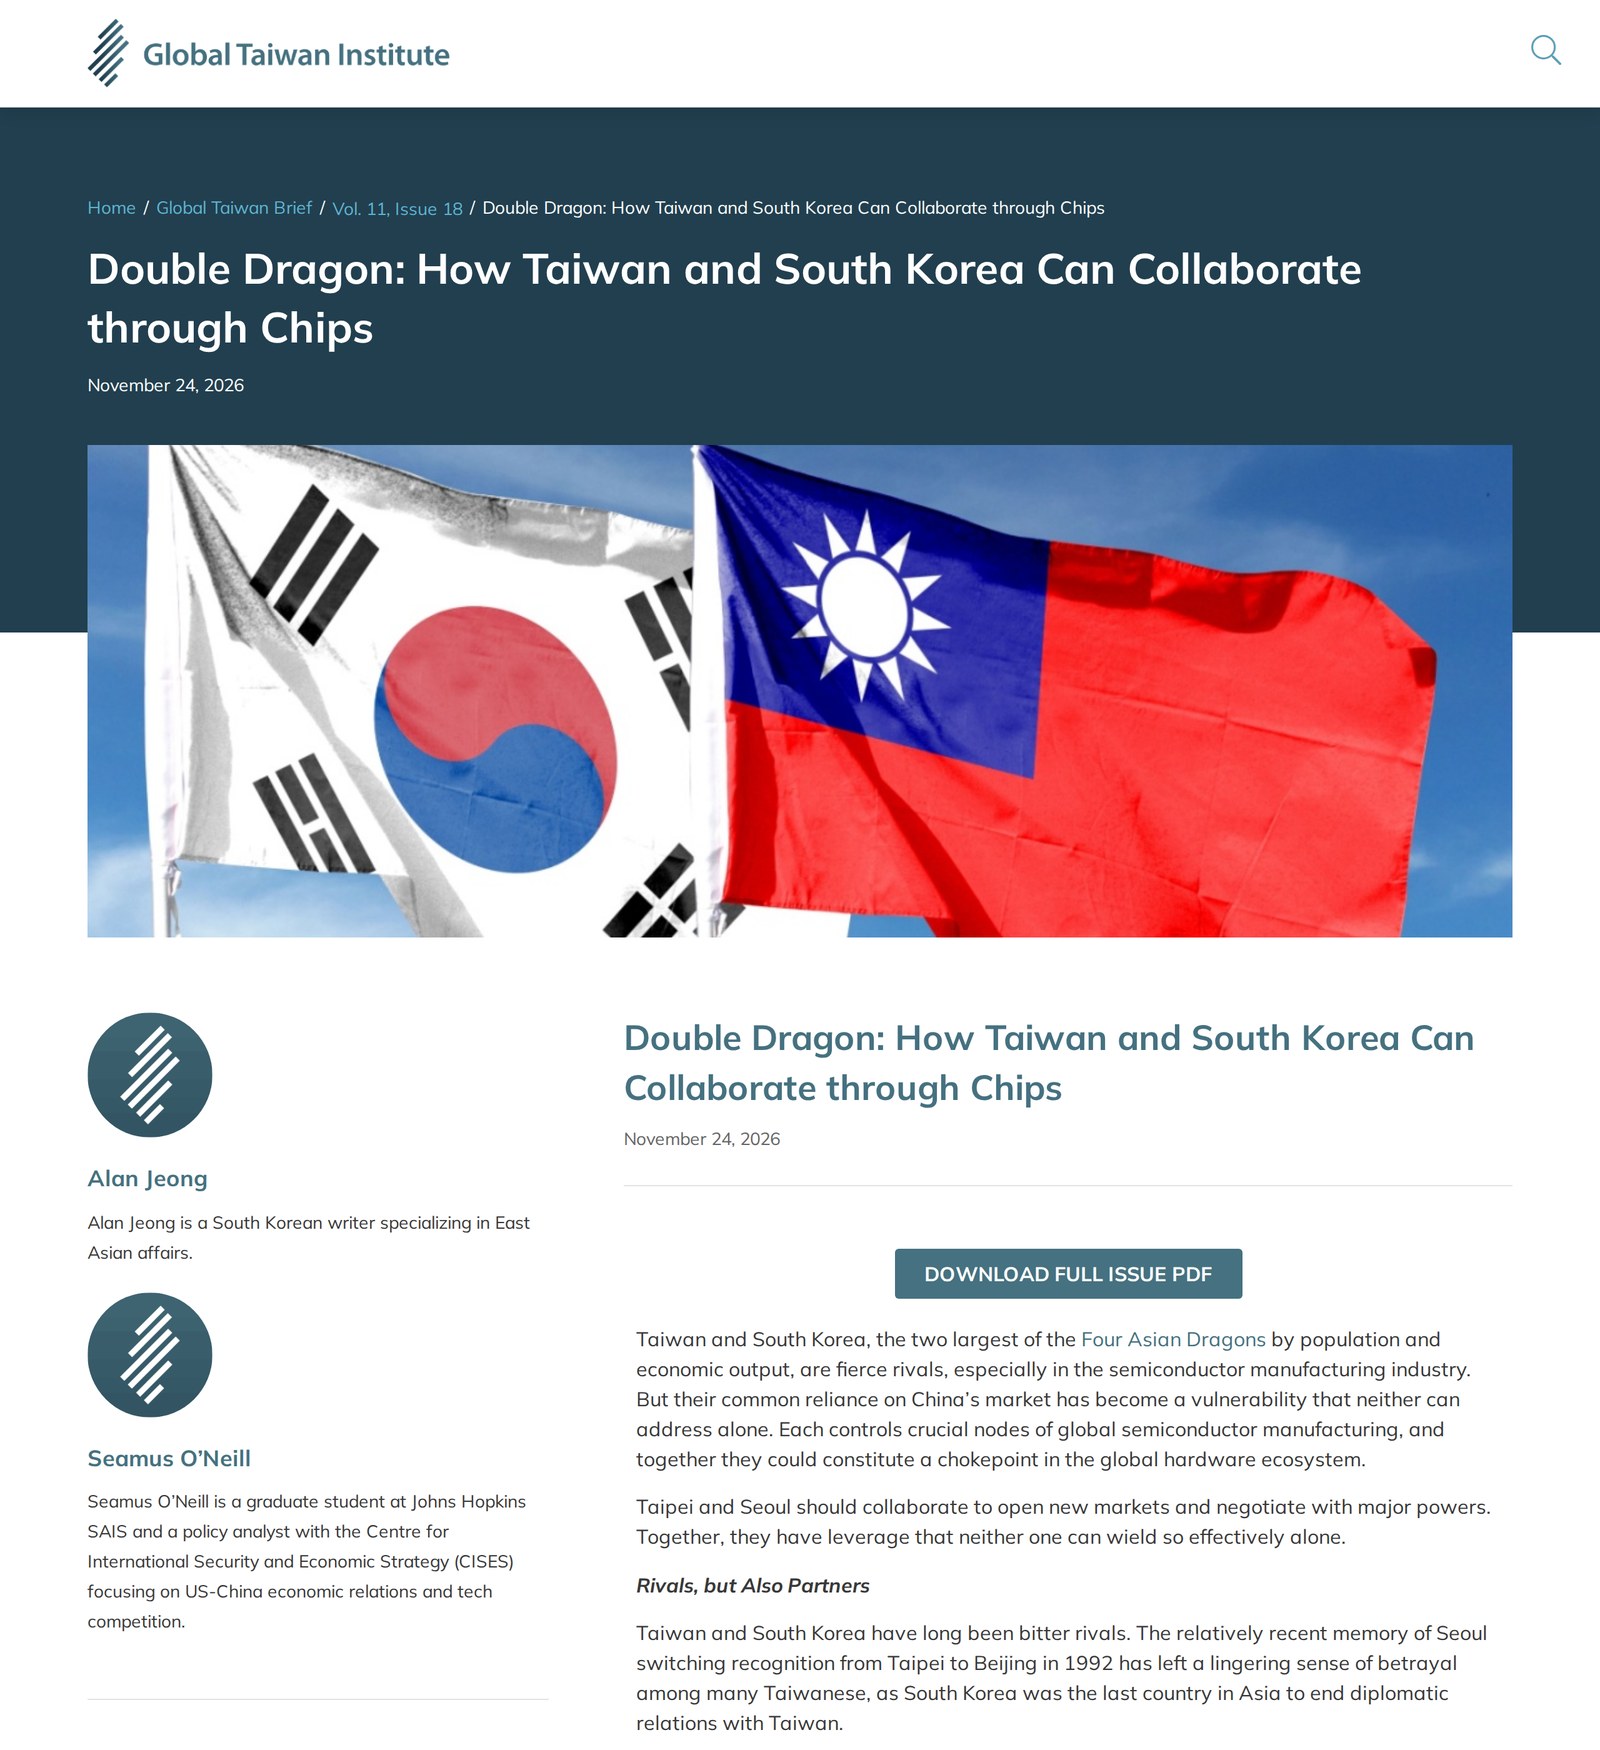 Global Taiwan Institute
Home / Global Taiwan Brief / Vol. 11, Issue 18 / Double Dragon: How Taiwan and South Korea Can Collaborate through Chips
Double Dragon: How Taiwan and South Korea Can Collaborate
through Chips
November 24, 2026
Alan Jeong
Alan Jeong is a South Korean writer specializing in East
Asian affairs.
Seamus O’Neill
Seamus O’Neill is a graduate student at Johns Hopkins
SAIS and a policy analyst with the Centre for
International Security and Economic Strategy (CISES)
focusing on US-China economic relations and tech
competition.
Double Dragon: How Taiwan and South Korea Can
Collaborate through Chips
November 24, 2026
DOWNLOAD FULL ISSUE PDF
Taiwan and South Korea, the two largest of the Four Asian Dragons by population and
economic output, are fierce rivals, especially in the semiconductor manufacturing industry.
But their common reliance on China’s market has become a vulnerability that neither can
address alone. Each controls crucial nodes of global semiconductor manufacturing, and
together they could constitute a chokepoint in the global hardware ecosystem.
Taipei and Seoul should collaborate to open new markets and negotiate with major powers.
Together, they have leverage that neither one can wield so effectively alone.
Rivals, but Also Partners
Taiwan and South Korea have long been bitter rivals. The relatively recent memory of Seoul
switching recognition from Taipei to Beijing in 1992 has left a lingering sense of betrayal
among many Taiwanese, as South Korea was the last country in Asia to end diplomatic
relations with Taiwan.